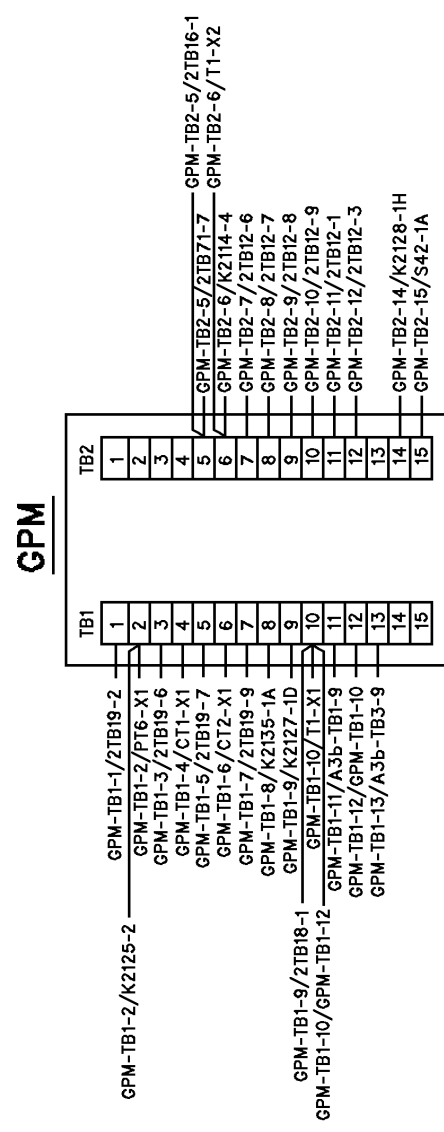 GPM
TB1
TB2
1
2
3
4
5
6
7
8
9
10
11
12
13
14
15
1
2
3
4
5
6
7
8
9
10
11
12
13
14
15
GPM-TB1-1/2TB19-2
GPM-TB1-2/K2125-2
GPM-TB1-2/PT6-X1
GPM-TB1-3/2TB19-6
GPM-TB1-4/CT1-X1
GPM-TB1-5/2TB19-7
GPM-TB1-6/CT2-X1
GPM-TB1-7/2TB19-9
GPM-TB1-8/K2135-1A
GPM-TB1-9/K2127-1D
GPM-TB1-9/2TB18-1
GPM-TB1-10/T1-X1
GPM-TB1-10/GPM-TB1-12
GPM-TB1-11/A3b-TB1-9
GPM-TB1-12/GPM-TB1-10
GPM-TB1-13/A3b-TB3-9
GPM-TB2-5/2TB16-1
GPM-TB2-5/2TB71-7
GPM-TB2-6/T1-X2
GPM-TB2-6/K2114-4
GPM-TB2-7/2TB12-6
GPM-TB2-8/2TB12-7
GPM-TB2-9/2TB12-8
GPM-TB2-10/2TB12-9
GPM-TB2-11/2TB12-1
GPM-TB2-12/2TB12-3
GPM-TB2-14/K2128-1H
GPM-TB2-15/S42-1A